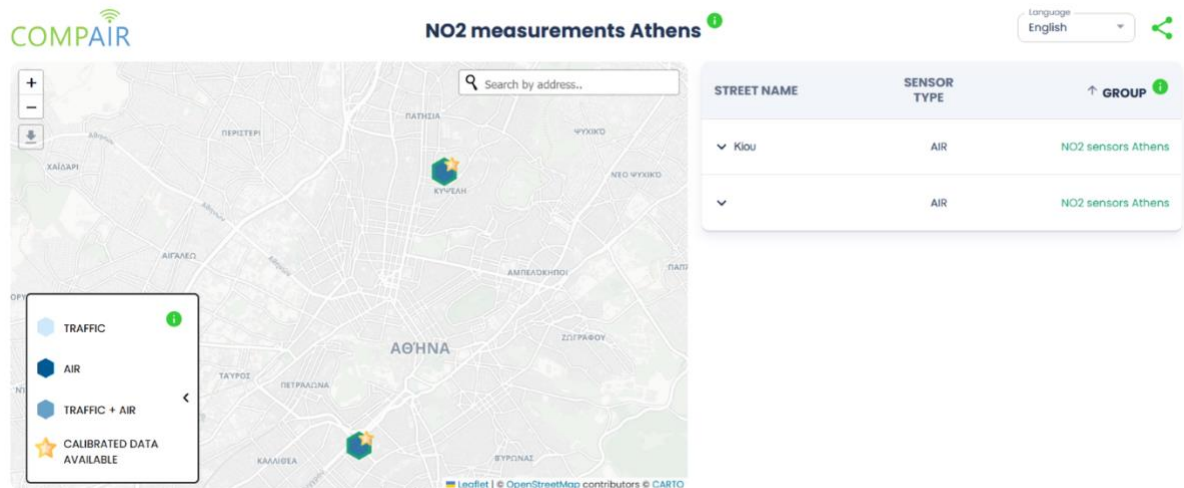 COMPAIR
NO2 measurements Athens
Language
English
+
−
Search by address..
ΠΑΤΗΣΙΑ
ΠΕΡΙΣΤΕΡΙ
ΨΥΧΙΚΟ
ΧΑΪΔΑΡΙ
ΝΕΟ ΨΥΧΙΚΟ
ΚΥΨΕΛΗ
ΑΙΓΑΛΕΩ
ΑΜΠΕΛΟΚΗΠΟΙ
ΖΩΓΡΑΦΟΥ
ΑΘΉΝΑ
ΤΑΥΡΟΣ
ΠΕΤΡΑΛΩΝΑ
ΚΑΛΛΙΘΕΑ
ΒΥΡΩΝΑΣ
TRAFFIC
AIR
TRAFFIC + AIR
CALIBRATED DATA
AVAILABLE
Leaflet | © OpenStreetMap contributors © CARTO
STREET NAME
SENSOR
TYPE
↑ GROUP
Kiou AIR NO2 sensors Athens
AIR NO2 sensors Athens